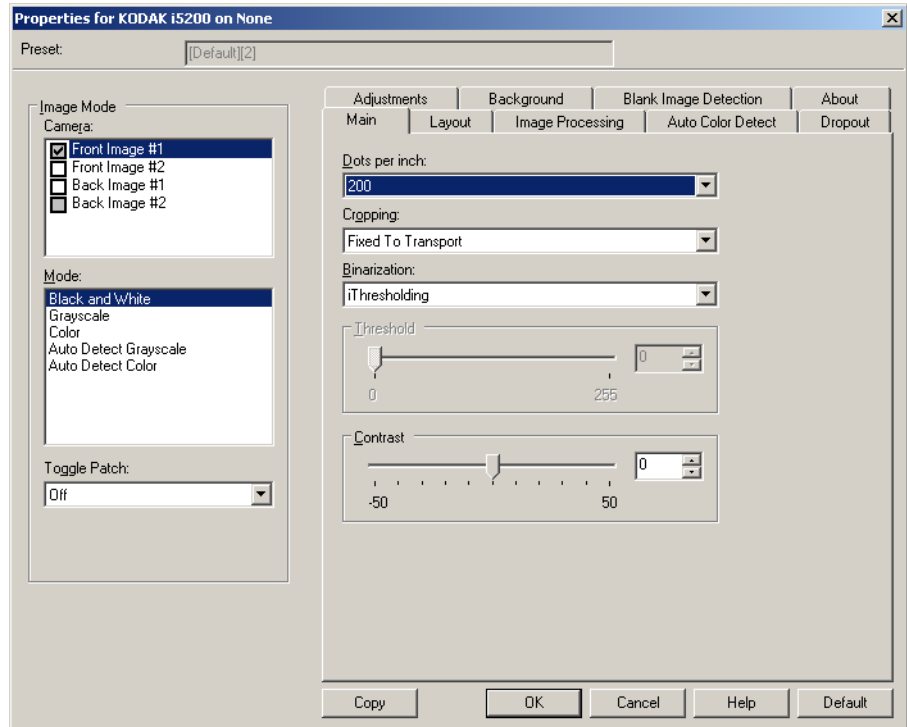 Properties for KODAK i5200 on None
Preset:
[Default][2]
Image Mode
Camera:
Front Image #1
Front Image #2
Back Image #1
Back Image #2
Mode:
Black and White
Grayscale
Color
Auto Detect Grayscale
Auto Detect Color
Toggle Patch:
Off
Adjustments
Background
Blank Image Detection
About
Main
Layout
Image Processing
Auto Color Detect
Dropout
Dots per inch:
200
Cropping:
Fixed To Transport
Binarization:
iThresholding
Threshold
0
0 255
Contrast
0
-50 50
Copy
OK
Cancel
Help
Default